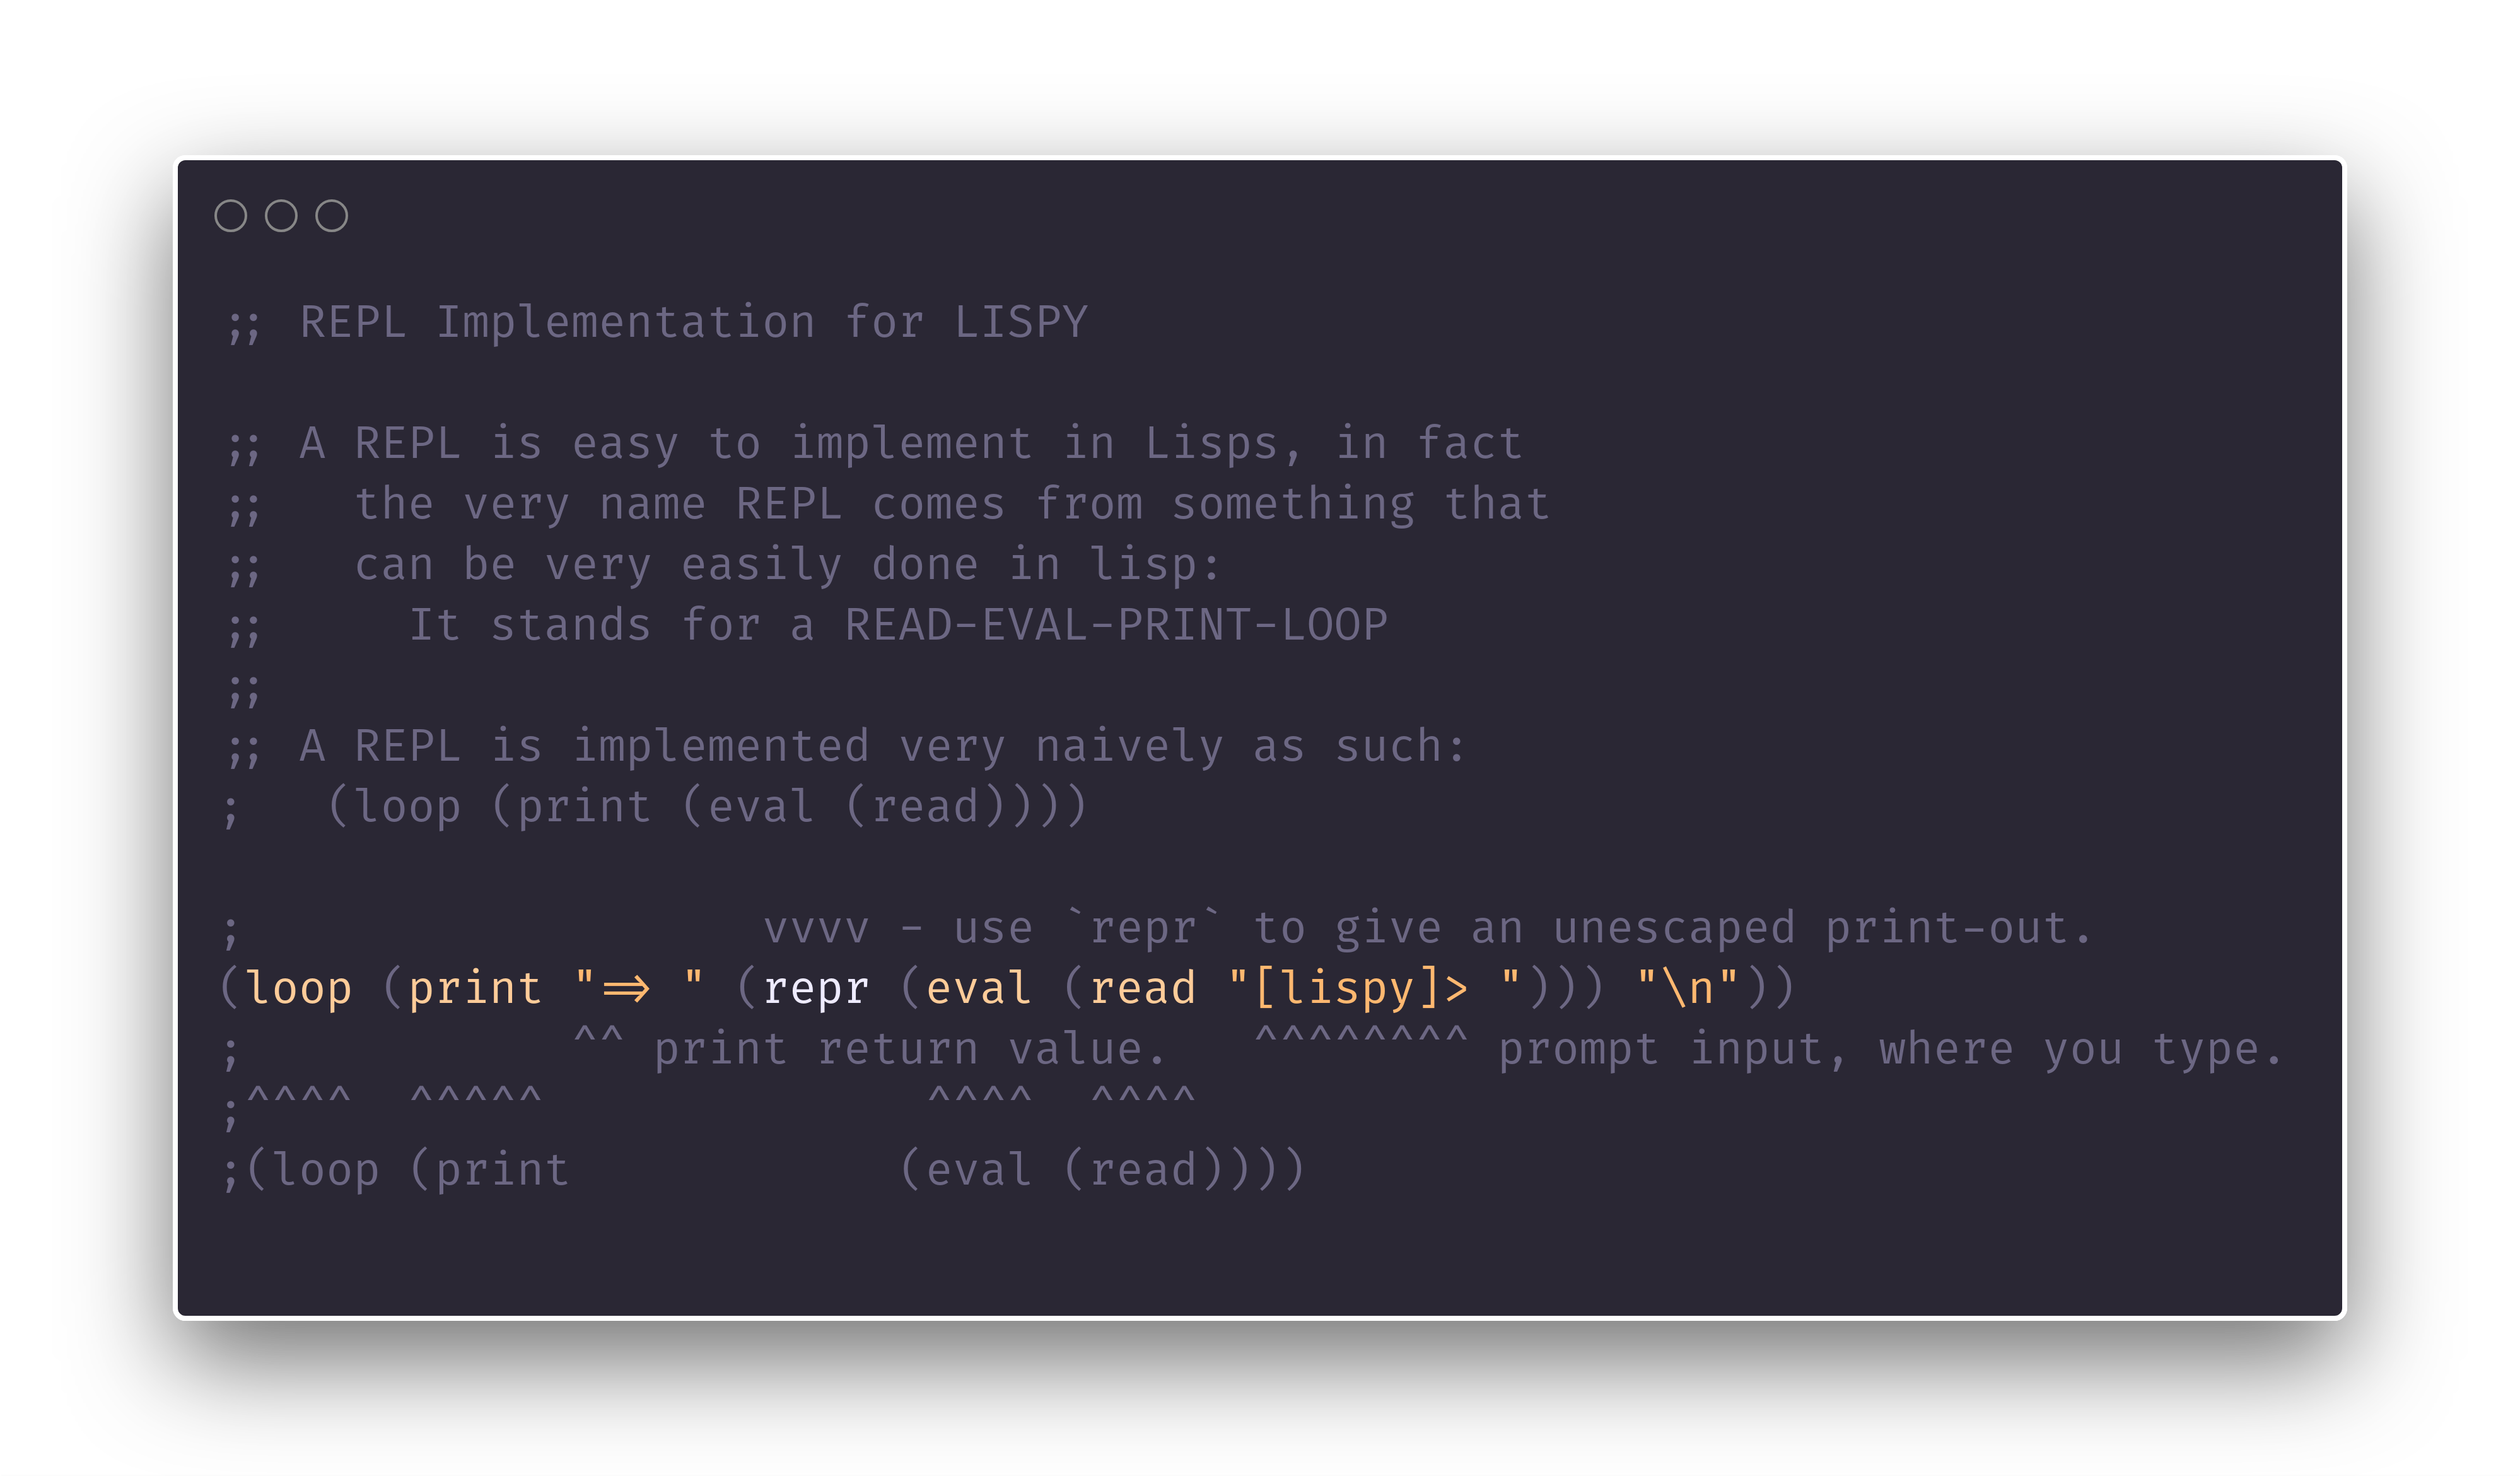 ;; REPL Implementation for LISPY

;; A REPL is easy to implement in Lisps, in fact
;;   the very name REPL comes from something that
;;   can be very easily done in lisp:
;;     It stands for a READ-EVAL-PRINT-LOOP
;;
;; A REPL is implemented very naively as such:
;   (loop (print (eval (read))))

;                   vvvv - use `repr` to give an unescaped print-out.
(loop (print "=> " (repr (eval (read "[lispy]> "))) "\n"))
;            ^^ print return value.   ^^^^^^^^ prompt input, where you type.
;^^^^  ^^^^^              ^^^^  ^^^^
;(loop (print            (eval (read))))